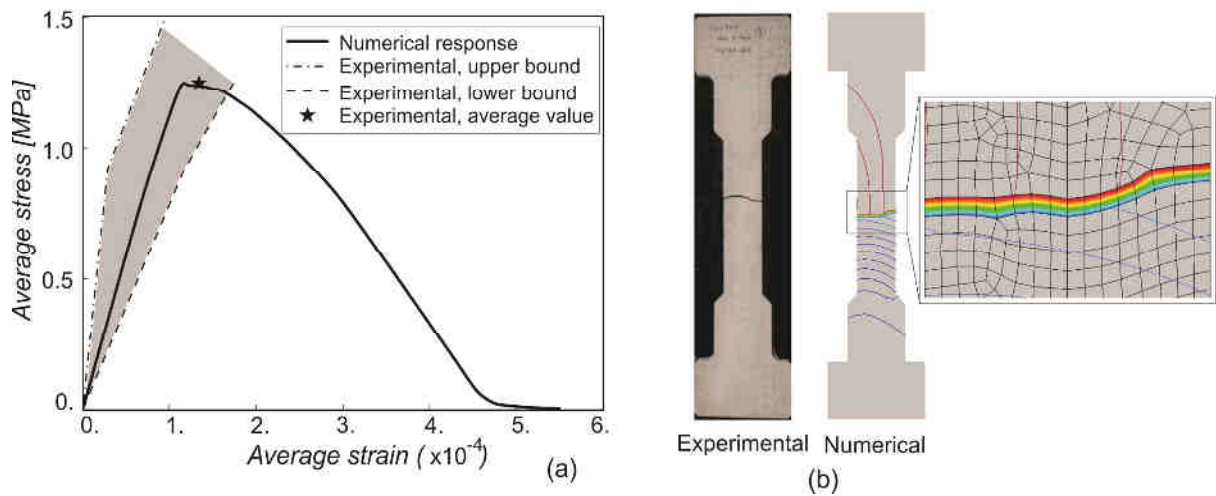 1.5
1.0
0.5
0.
0.
1.
2.
3.
4.
5.
6.
Average stress [MPa]
Average strain ( x10-4)
Numerical response
Experimental, upper bound
Experimental, lower bound
Experimental, average value
(a)
Experimental
Numerical
(b)